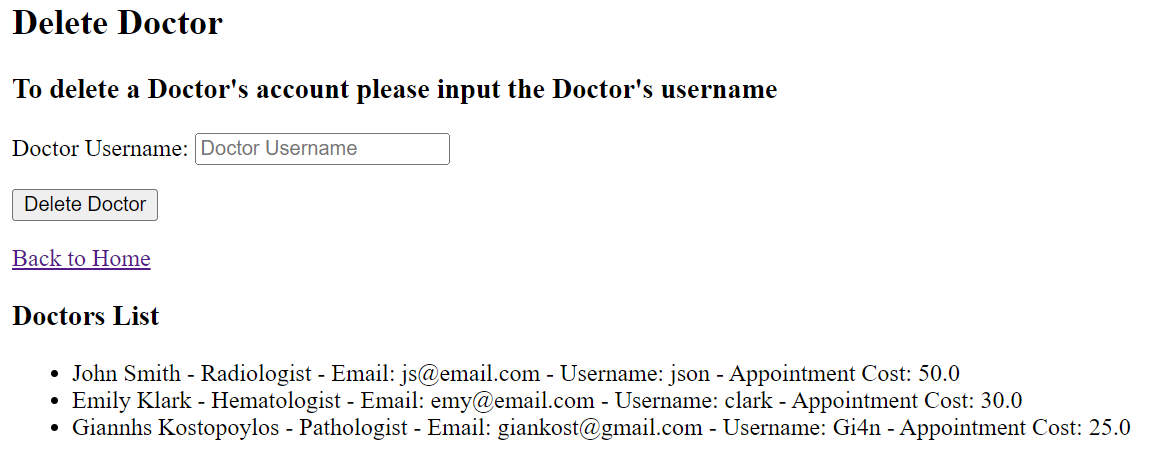 Delete Doctor
To delete a Doctor's account please input the Doctor's username
Doctor Username: Doctor Username
Delete Doctor
Back to Home
Doctors List
• John Smith - Radiologist - Email: js@email.com - Username: json - Appointment Cost: 50.0
• Emily Klark - Hematologist - Email: emy@email.com - Username: clark - Appointment Cost: 30.0
• Giannhs Kostopoylos - Pathologist - Email: giankost@gmail.com - Username: Gi4n - Appointment Cost: 25.0